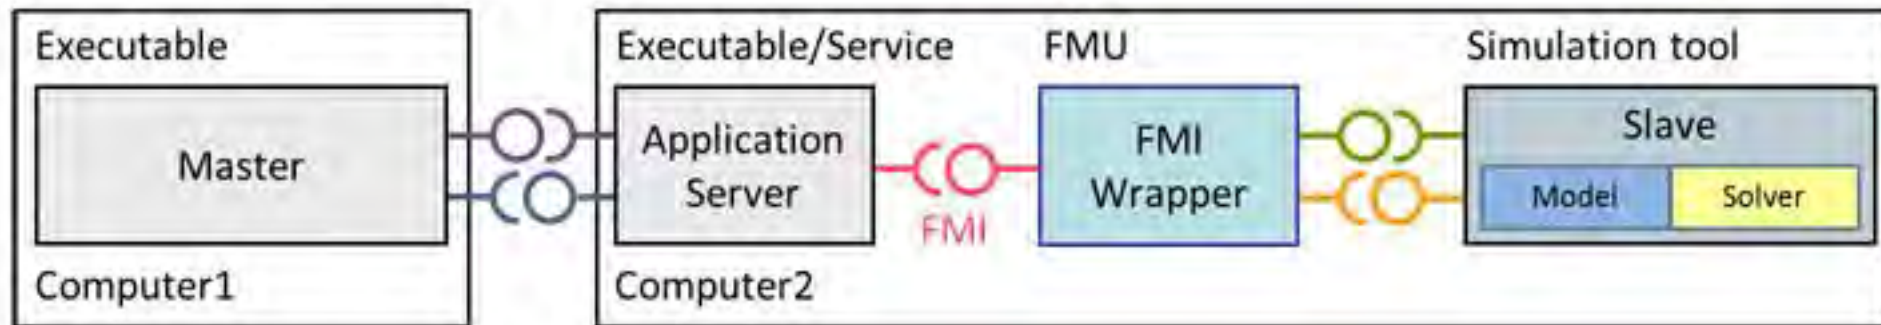 Executable
Master
Computer1
Executable/Service
Application
Server
FMI
Computer2
FMU
FMI
Wrapper
Simulation tool
Slave
Model
Solver